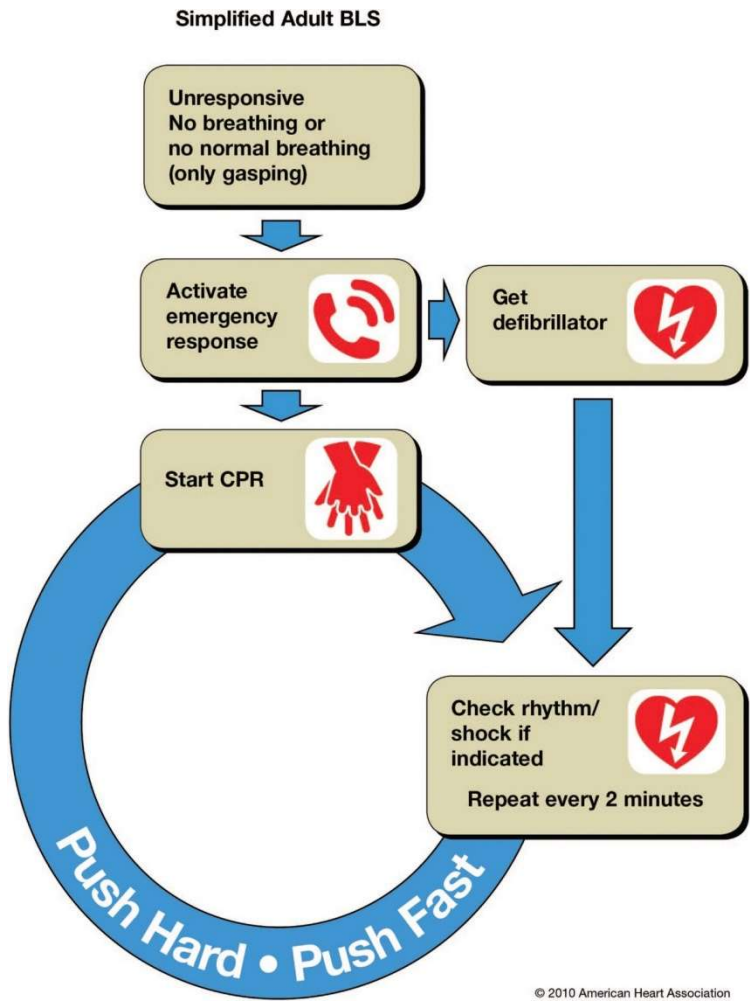 Simplified Adult BLS
Unresponsive
No breathing or
no normal breathing
(only gasping)
Activate
emergency
response
Get
defibrillator
Start CPR
Check rhythm/
shock if
indicated
Repeat every 2 minutes
Push Hard • Push Fast
© 2010 American Heart Association